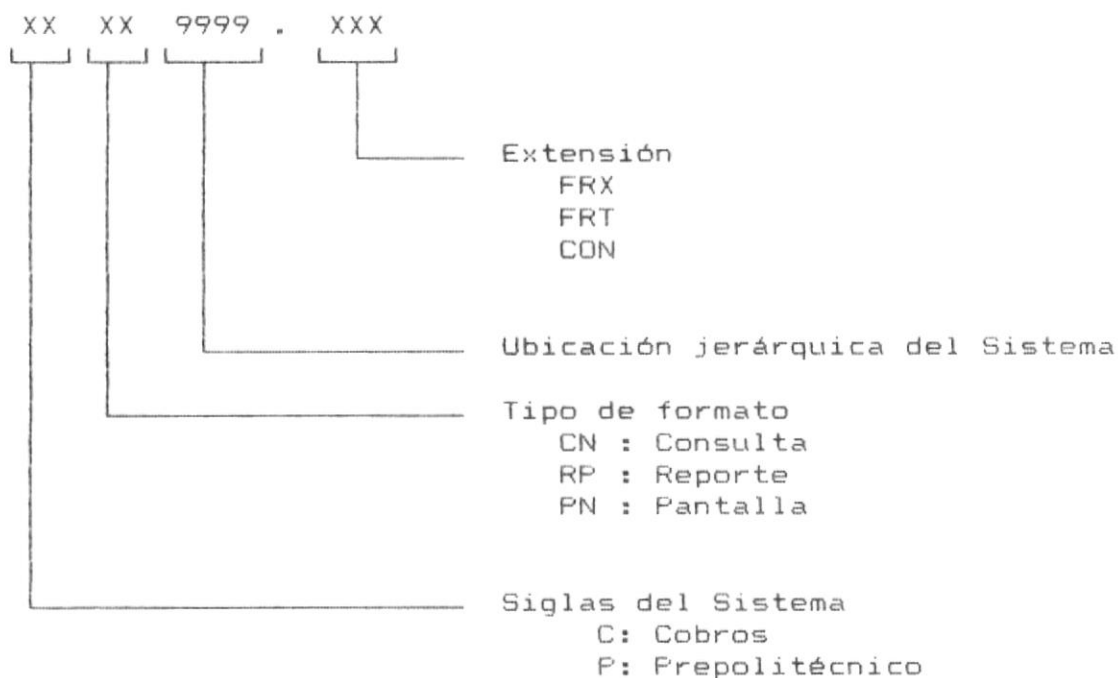 XX XX 9999 . XXX
Extensión
FRX
FRT
CON
Ubicación jerárquica del Sistema
Tipo de formato
CN : Consulta
RP : Reporte
PN : Pantalla
Siglas del Sistema
C: Cobros
P: Prepolitécnico